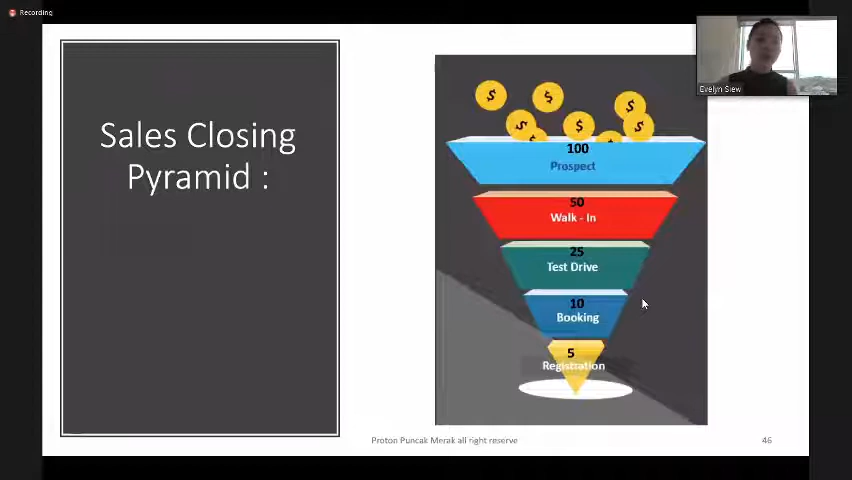 Recording
Evelyn Siew
Sales Closing
Pyramid :
$ $ $
$ $ $
100
Prospect
50
Walk - In
25
Test Drive
10
Booking
5
Registration
Proton Puncak Merak all right reserve
46